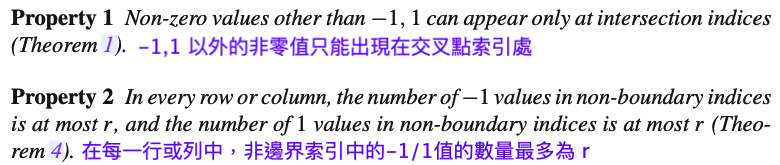 Property 1 Non-zero values other than −1, 1 can appear only at intersection indices
(Theorem 1). -1,1 以外的非零值只能出現在交叉點索引處
Property 2 In every row or column, the number of −1 values in non-boundary indices
is at most r, and the number of 1 values in non-boundary indices is at most r (Theo-
rem 4). 在每一行或列中，非邊界索引中的-1/1值的數量最多為 r